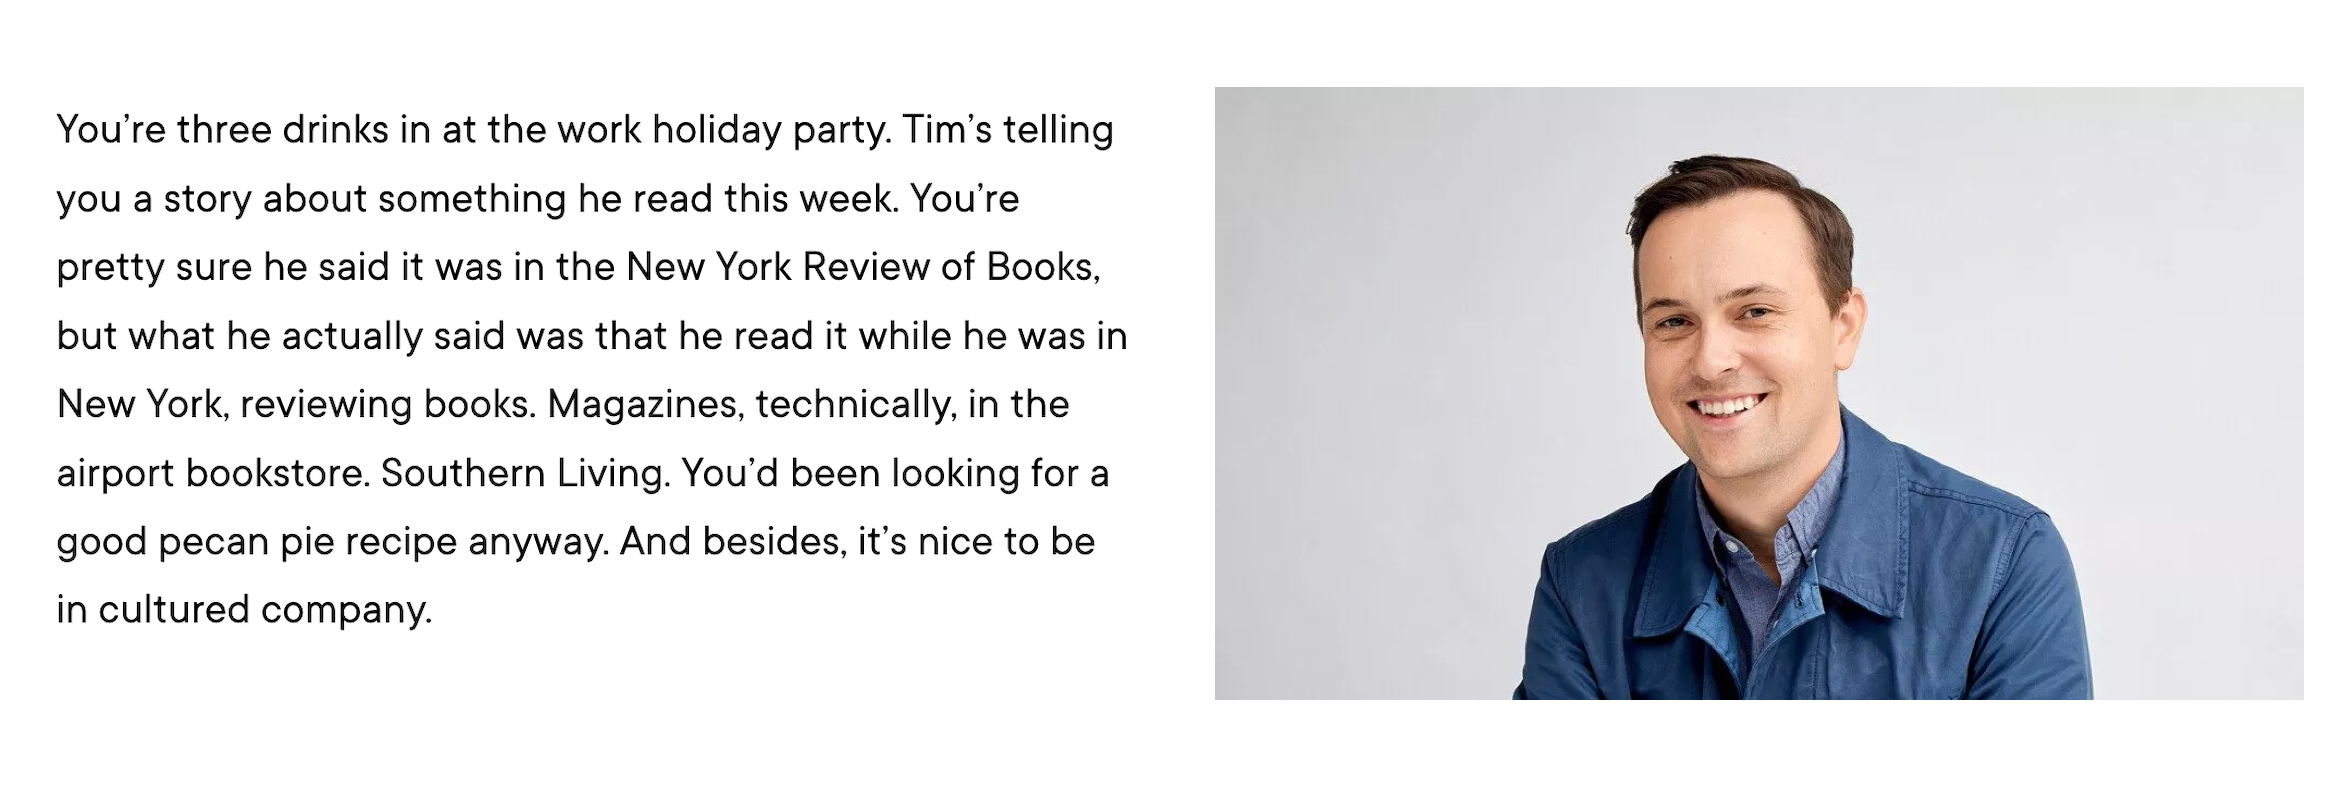 You’re three drinks in at the work holiday party. Tim’s telling
you a story about something he read this week. You’re
pretty sure he said it was in the New York Review of Books,
but what he actually said was that he read it while he was in
New York, reviewing books. Magazines, technically, in the
airport bookstore. Southern Living. You’d been looking for a
good pecan pie recipe anyway. And besides, it’s nice to be
in cultured company.